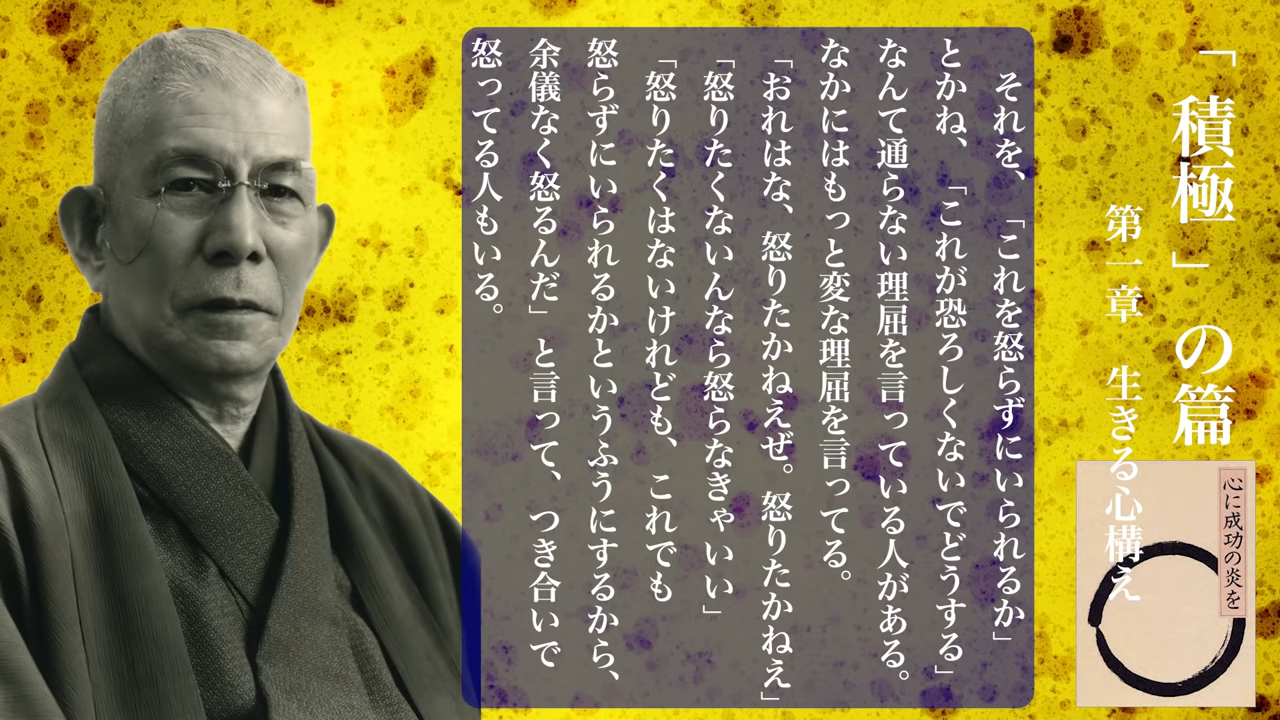 「積極」の篇
第一章　生きる心構え
心に成功の炎を
それを、「これを怒らずにいられるか」
とかね、「これが恐ろしくないでどうする」
なんて通らない理屈を言っている人がある。
なかにはもっと変な理屈を言ってる。
「おれはな、怒りたかねえぜ。怒りたかねえ」
「怒りたくないんなら怒らなきゃいい」
「怒りたくはないけれども、これでも
怒らずにいられるかというふうにするから、
余儀なく怒るんだ」と言って、つき合いで
怒ってる人もいる。